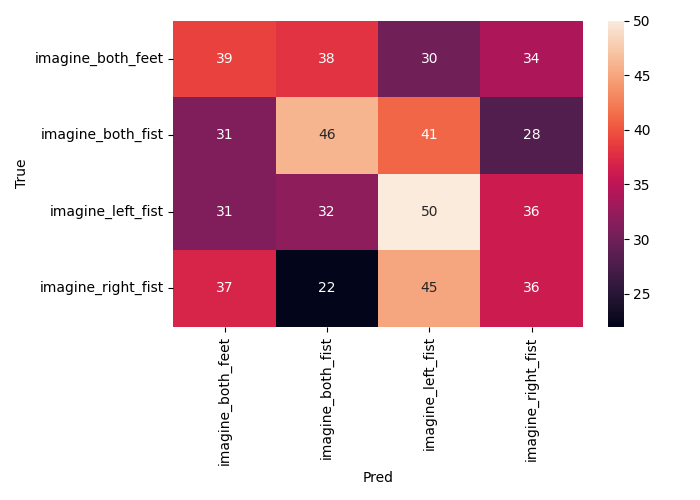 50
imagine_both_feet 39 38 30 34
45
imagine_both_fist 31 46 41 28
40
True
35
imagine_left_fist 31 32 50 36
30
imagine_right_fist 37 22 45 36
25
imagine_both_feet
imagine_both_fist
imagine_left_fist
imagine_right_fist
Pred